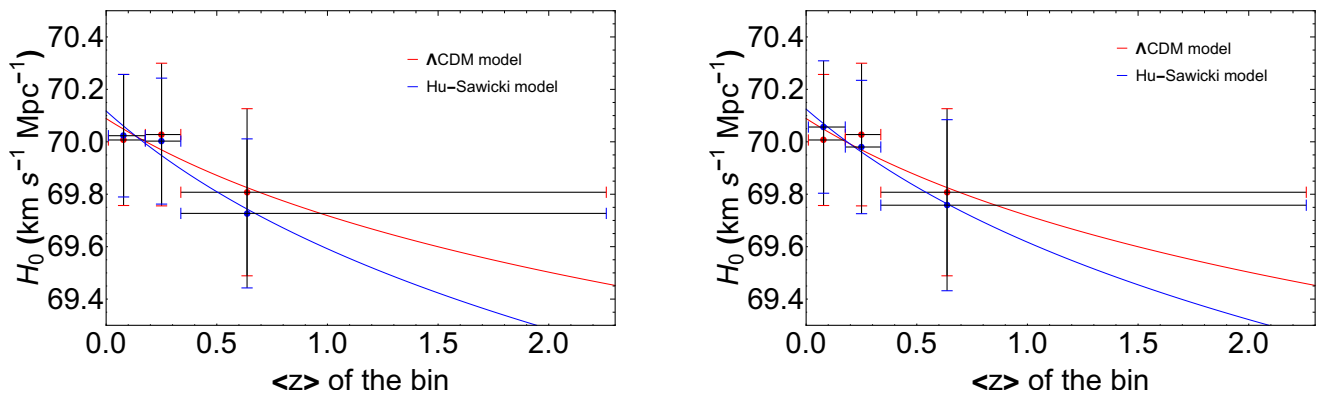 70.4
70.2
70.0
69.8
69.6
69.4
H₀ (km s⁻¹ Mpc⁻¹)
ΛCDM model
Hu−Sawicki model
0.0 0.5 1.0 1.5 2.0
<z> of the bin
70.4
70.2
70.0
69.8
69.6
69.4
H₀ (km s⁻¹ Mpc⁻¹)
ΛCDM model
Hu−Sawicki model
0.0 0.5 1.0 1.5 2.0
<z> of the bin